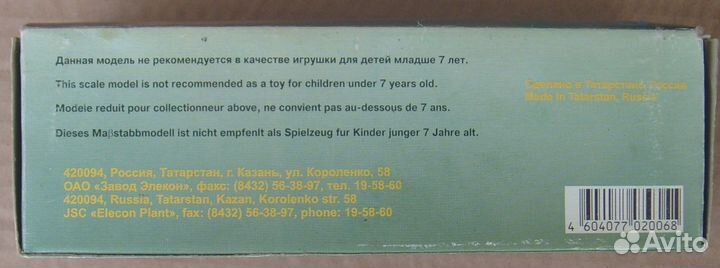 Данная модель не рекомендуется в качестве игрушки для детей младше 7 лет.
This scale model is not recommended as a toy for children under 7 years old.
Modeie reduit pour collectionneur above, ne convient pas au-dessous de 7 ans.
Dieses Maßstabbmodell ist nicht empfenlt als Spielzeug fur Kinder junger 7 Jahre alt.
Сделано в Татарстане, Россия
Made in Tatarstan, Russia
420094, Россия, Татарстан, г. Казань, ул. Короленко, 58
ОАО «Завод Элекон», факс: (8432) 56-38-97, тел. 19-58-60
420094, Russia, Tatarstan, Kazan, Korolenko str. 58
JSC «Elecon Plant», fax: (8432) 56-38-97, phone: 19-58-60
4 604077 020068
Avito